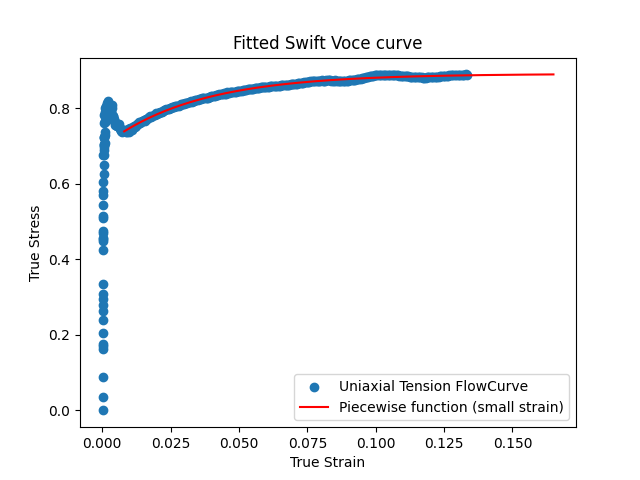 Fitted Swift Voce curve
True Stress
0.8
0.6
0.4
0.2
0.0
Uniaxial Tension FlowCurve
Piecewise function (small strain)
0.000 0.025 0.050 0.075 0.100 0.125 0.150
True Strain